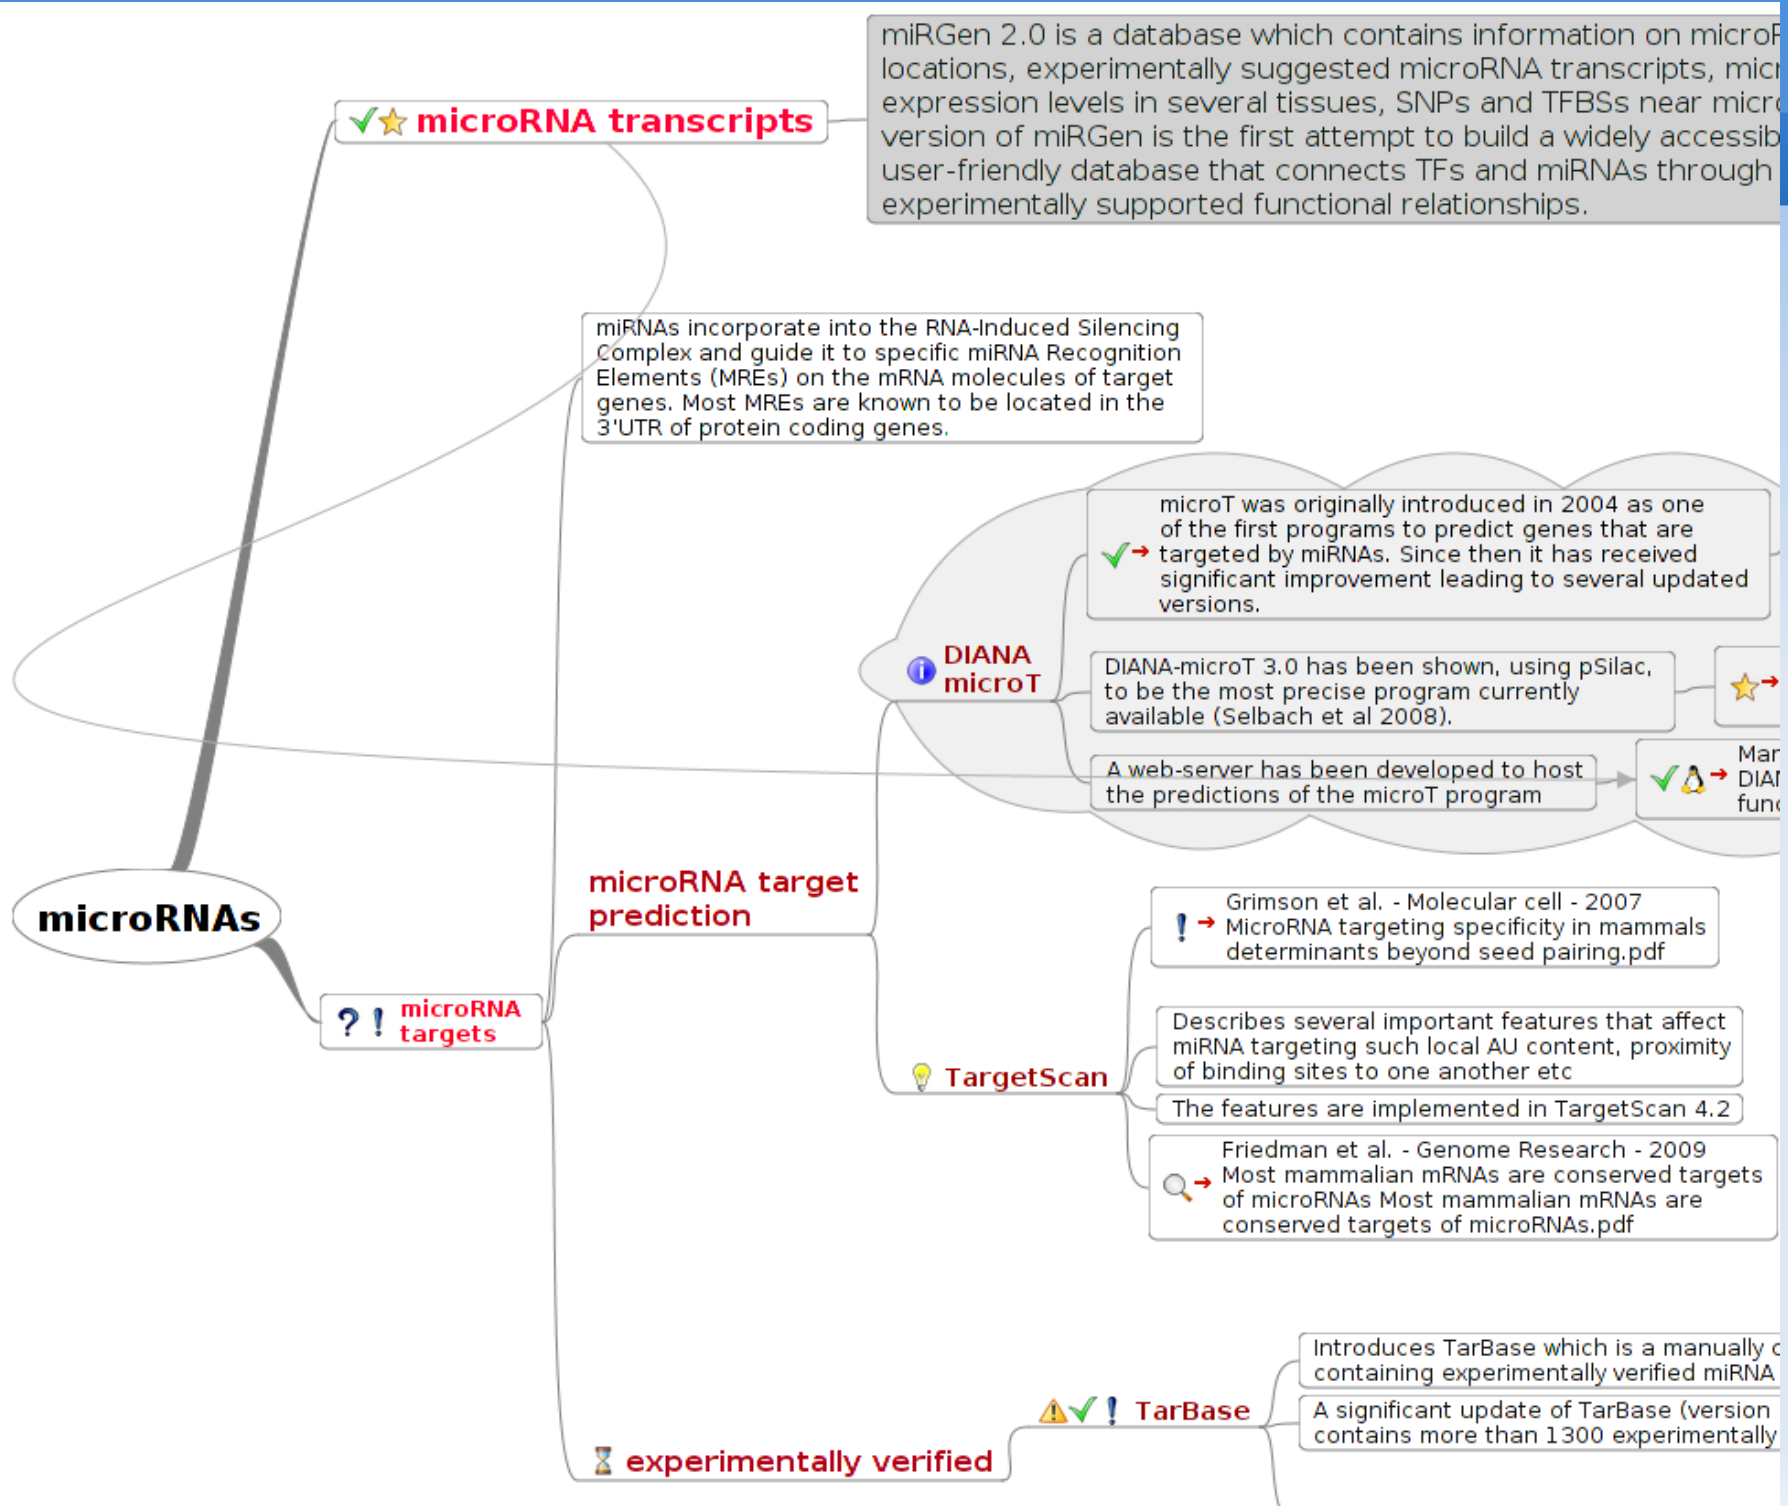 miRGen 2.0 is a database which contains information on
locations, experimentally suggested microRNA transcripts,
expression levels in several tissues, SNPs and TFBSs near
version of miRGen is the first attempt to build a widely
user-friendly database that connects TFs and miRNAs through
experimentally supported functional relationships.
microRNA transcripts
miRNAs incorporate into the RNA-Induced Silencing
Complex and guide it to specific miRNA Recognition
Elements (MREs) on the mRNA molecules of target
genes. Most MREs are known to be located in the
3'UTR of protein coding genes.
microT was originally introduced in 2004 as one
of the first programs to predict genes that are
targeted by miRNAs. Since then it has received
significant improvement leading to several updated
versions.
DIANA
microT
DIANA-microT 3.0 has been shown, using pSilac,
to be the most precise program currently
available (Selbach et al 2008).
A web-server has been developed to host
the predictions of the microT program
microRNA target
prediction
microRNAs
Grimson et al. - Molecular cell - 2007
MicroRNA targeting specificity in mammals
determinants beyond seed pairing.pdf
microRNA
targets
Describes several important features that affect
miRNA targeting such local AU content, proximity
of binding sites to one another etc
TargetScan
The features are implemented in TargetScan 4.2
Friedman et al. - Genome Research - 2009
Most mammalian mRNAs are conserved targets
of microRNAs Most mammalian mRNAs are
conserved targets of microRNAs.pdf
Introduces TarBase which is a manually
containing experimentally verified miRNA
TarBase
A significant update of TarBase (version
contains more than 1300 experimentally
experimentally verified